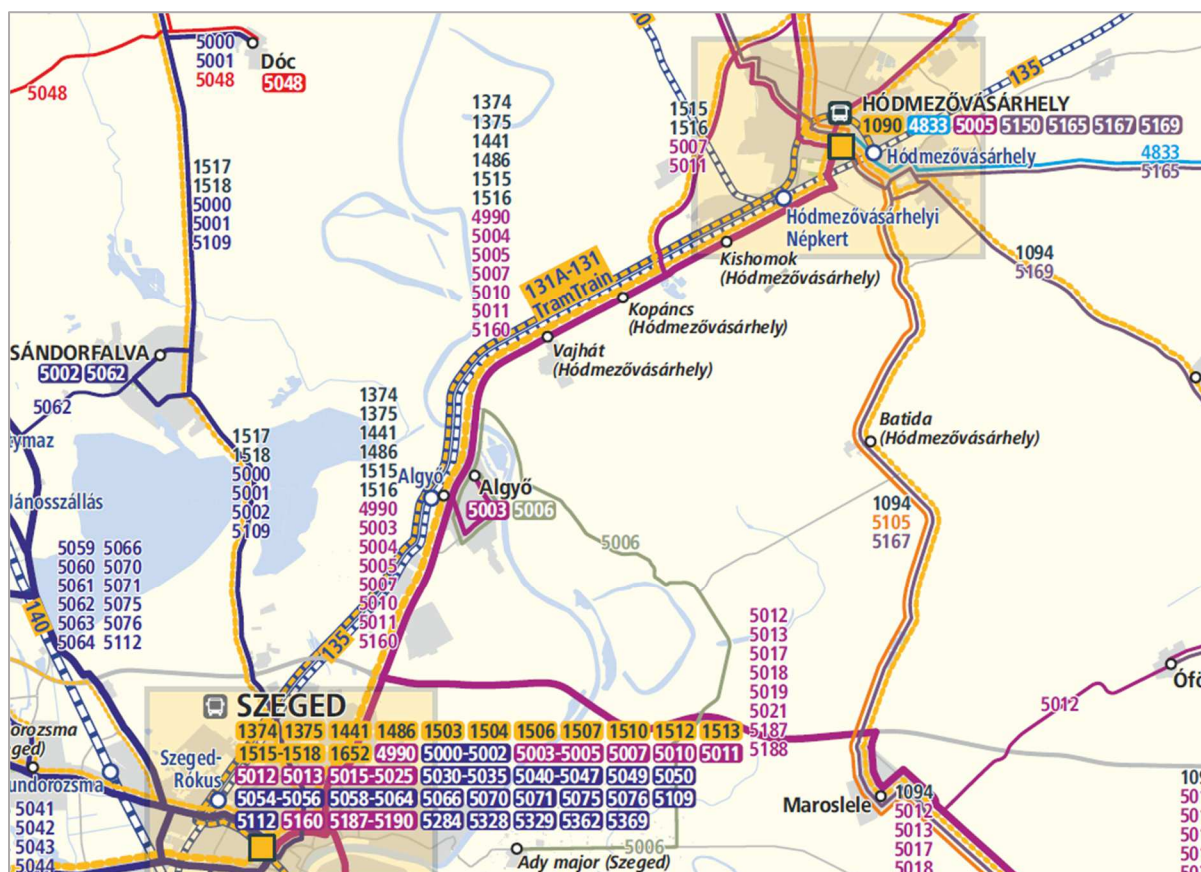 5000
5001
5048
Dóc
5048
5048
1374
1375
1441
1486
1515
1516
4990
5004
5005
5007
5010
5011
5160
1515
1516
5007
5011
135
HÓDMEZŐVÁSÁRHELY
1090 4833 5005 5150 5165 5167 5169
Hódmezővásárhely
4833
5165
Hódmezővásárhelyi
Népkert
1517
1518
5000
5001
5109
1094
5169
Kishomok
(Hódmezővásárhely)
131A-131
TramTrain
Kopáncs
(Hódmezővásárhely)
Vajhát
(Hódmezővásárhely)
SÁNDORFALVA
5002 5062
5062
1374
1375
1441
1486
1515
1516
4990
5003
5004
5005
5007
5010
5011
5160
1517
1518
5000
5001
5002
5109
ymaz
Batida
(Hódmezővásárhely)
Algyő
Algyő
5003 5006
Jánosszállás
1094
5105
5167
5006
5059 5066
5060 5070
5061 5071
5062 5075
5063 5076
5064 5112
140
135
5012
5013
5017
5018
5019
5021
5187
5188
5012
Ófö
SZEGED
1374 1375 1441 1486 1503 1504 1506 1507 1510 1512 1513
1515-1518 1652 4990 5000-5002 5003-5005 5007 5010 5011
5012 5013 5015-5025 5030-5035 5040-5047 5049 5050
5054-5056 5058-5064 5066 5070 5071 5075 5076 5109
5112 5160 5187-5190 5284 5328 5329 5362 5369
Szeged-
Rókus
orozsma
ged)
undorozsma
5041
5042
5043
5044
Maroslele
1094
5012
5013
5017
5018
5006
Ady major (Szeged)